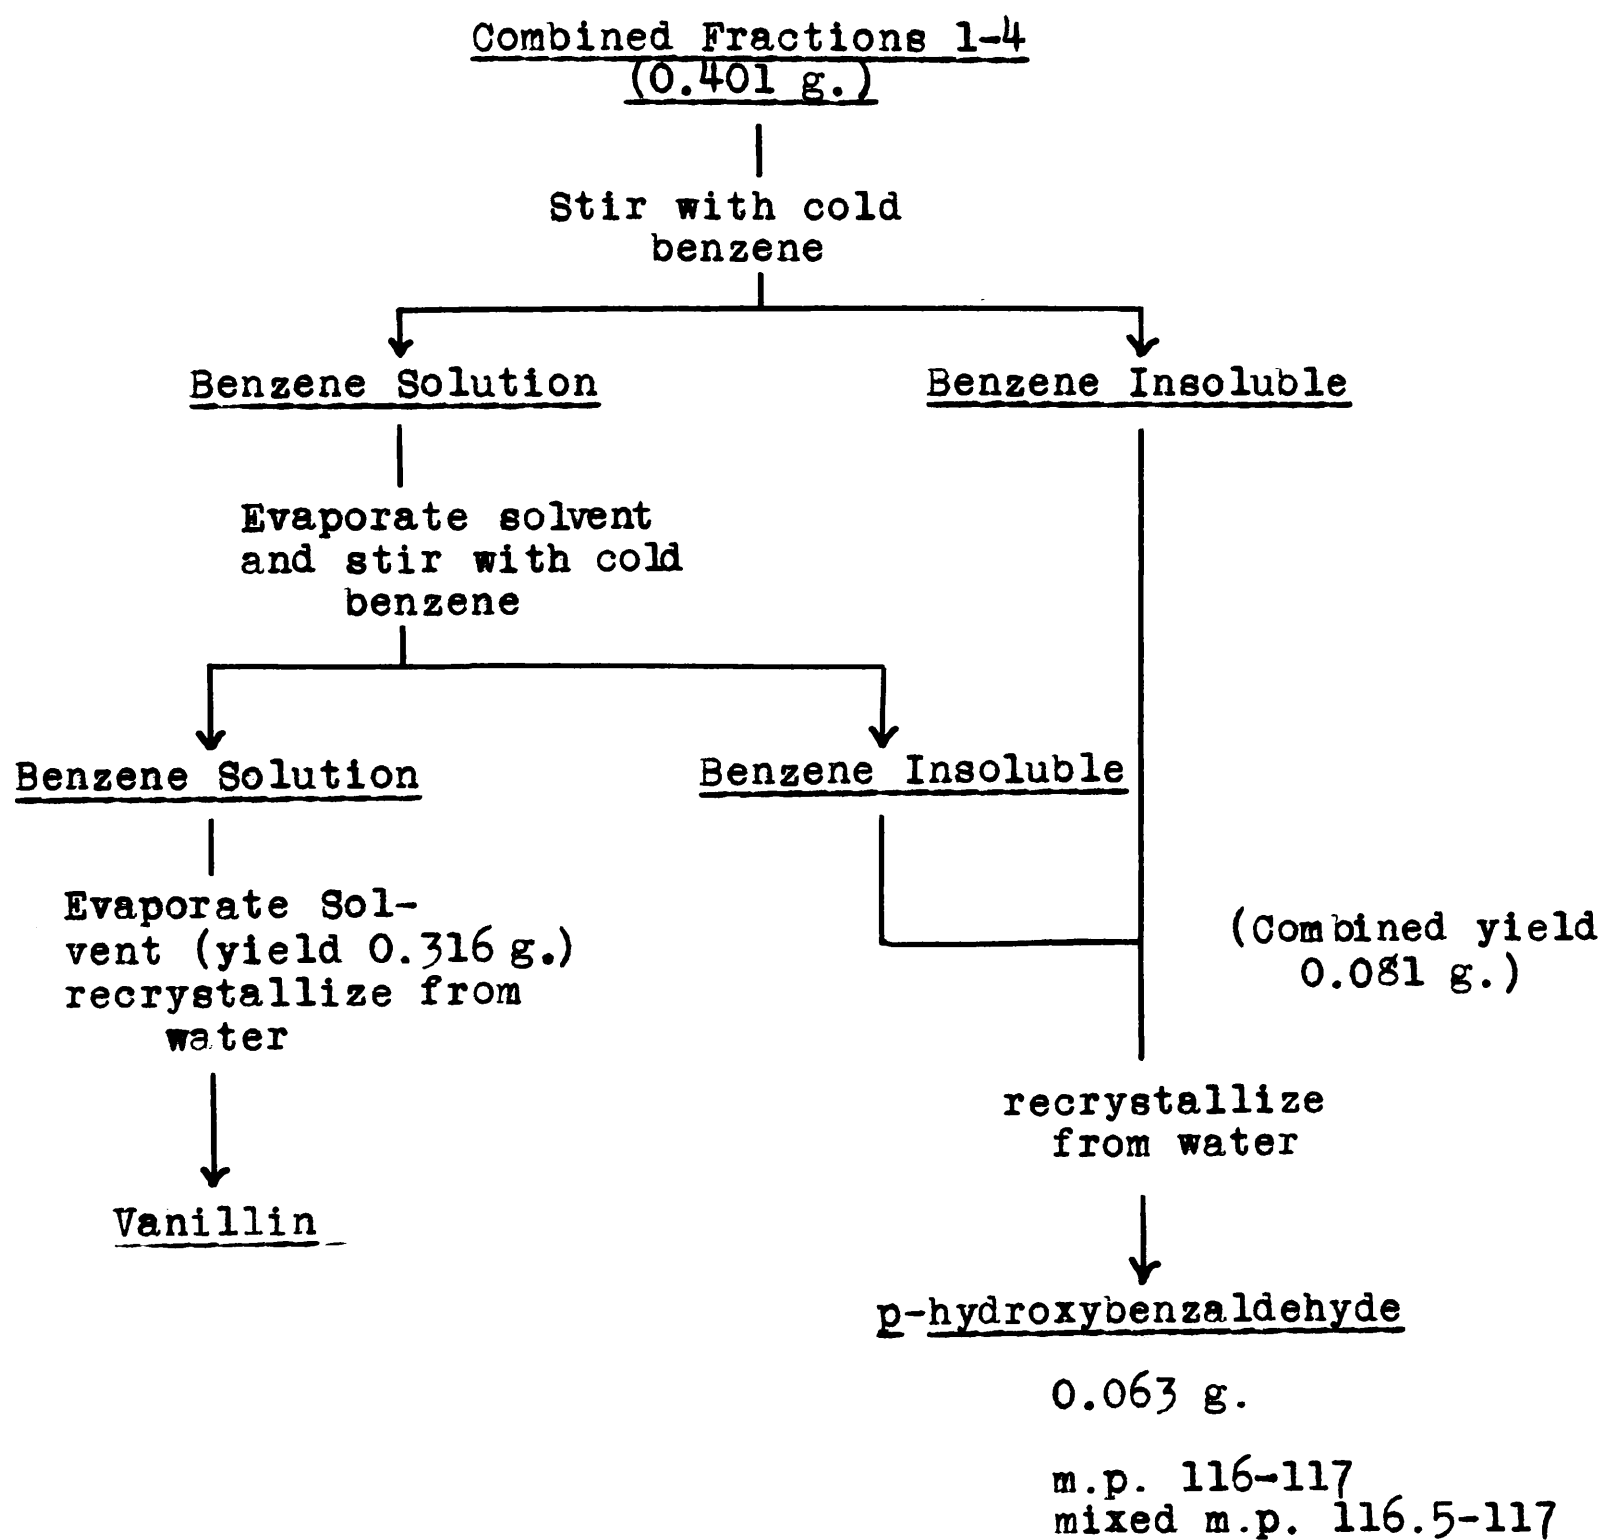 Combined Fractions 1-4
(0.401 g.)
Stir with cold
benzene
Benzene Solution
Benzene Insoluble
Evaporate solvent
and stir with cold
benzene
Benzene Solution
Benzene Insoluble
Evaporate Sol-
vent (yield 0.316 g.)
recrystallize from
water
(Combined yield
0.081 g.)
recrystallize
from water
Vanillin
p-hydroxybenzaldehyde
0.063 g.
m.p. 116-117
mixed m.p. 116.5-117